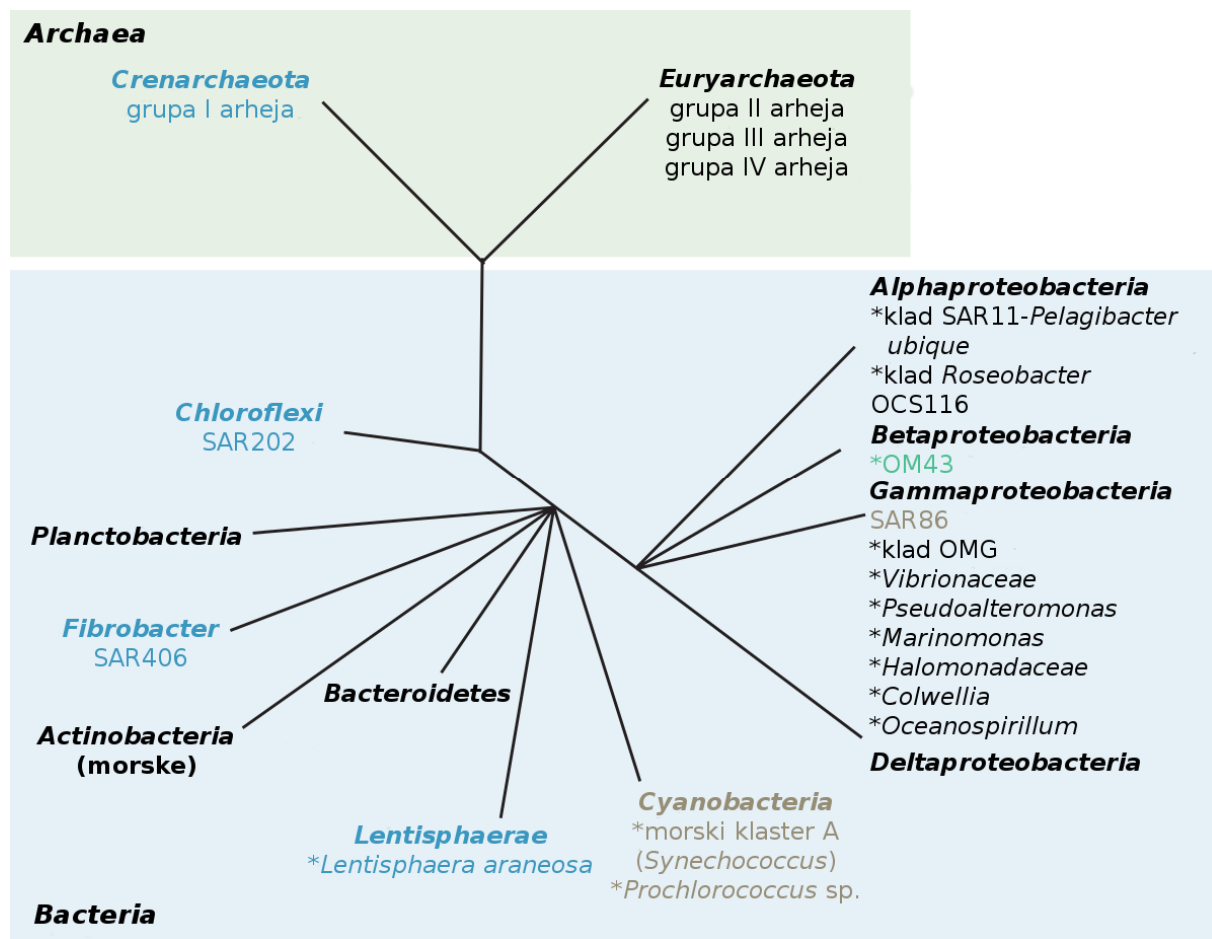 Archaea
Crenarchaeota
grupa I arheja
Euryarchaeota
grupa II arheja
grupa III arheja
grupa IV arheja
Alphaproteobacteria
*klad SAR11-Pelagibacter
ubique
*klad Roseobacter
OCS116
Betaproteobacteria
*OM43
Gammaproteobacteria
SAR86
*klad OMG
*Vibrionaceae
*Pseudoalteromonas
*Marinomonas
*Halomonadaceae
*Colwellia
*Oceanospirillum
Deltaproteobacteria
Chloroflexi
SAR202
Planctobacteria
Fibrobacter
SAR406
Bacteroidetes
Actinobacteria
(morske)
Lentisphaerae
*Lentisphaera araneosa
Cyanobacteria
*morski klaster A
(Synechococcus)
*Prochlorococcus sp.
Bacteria